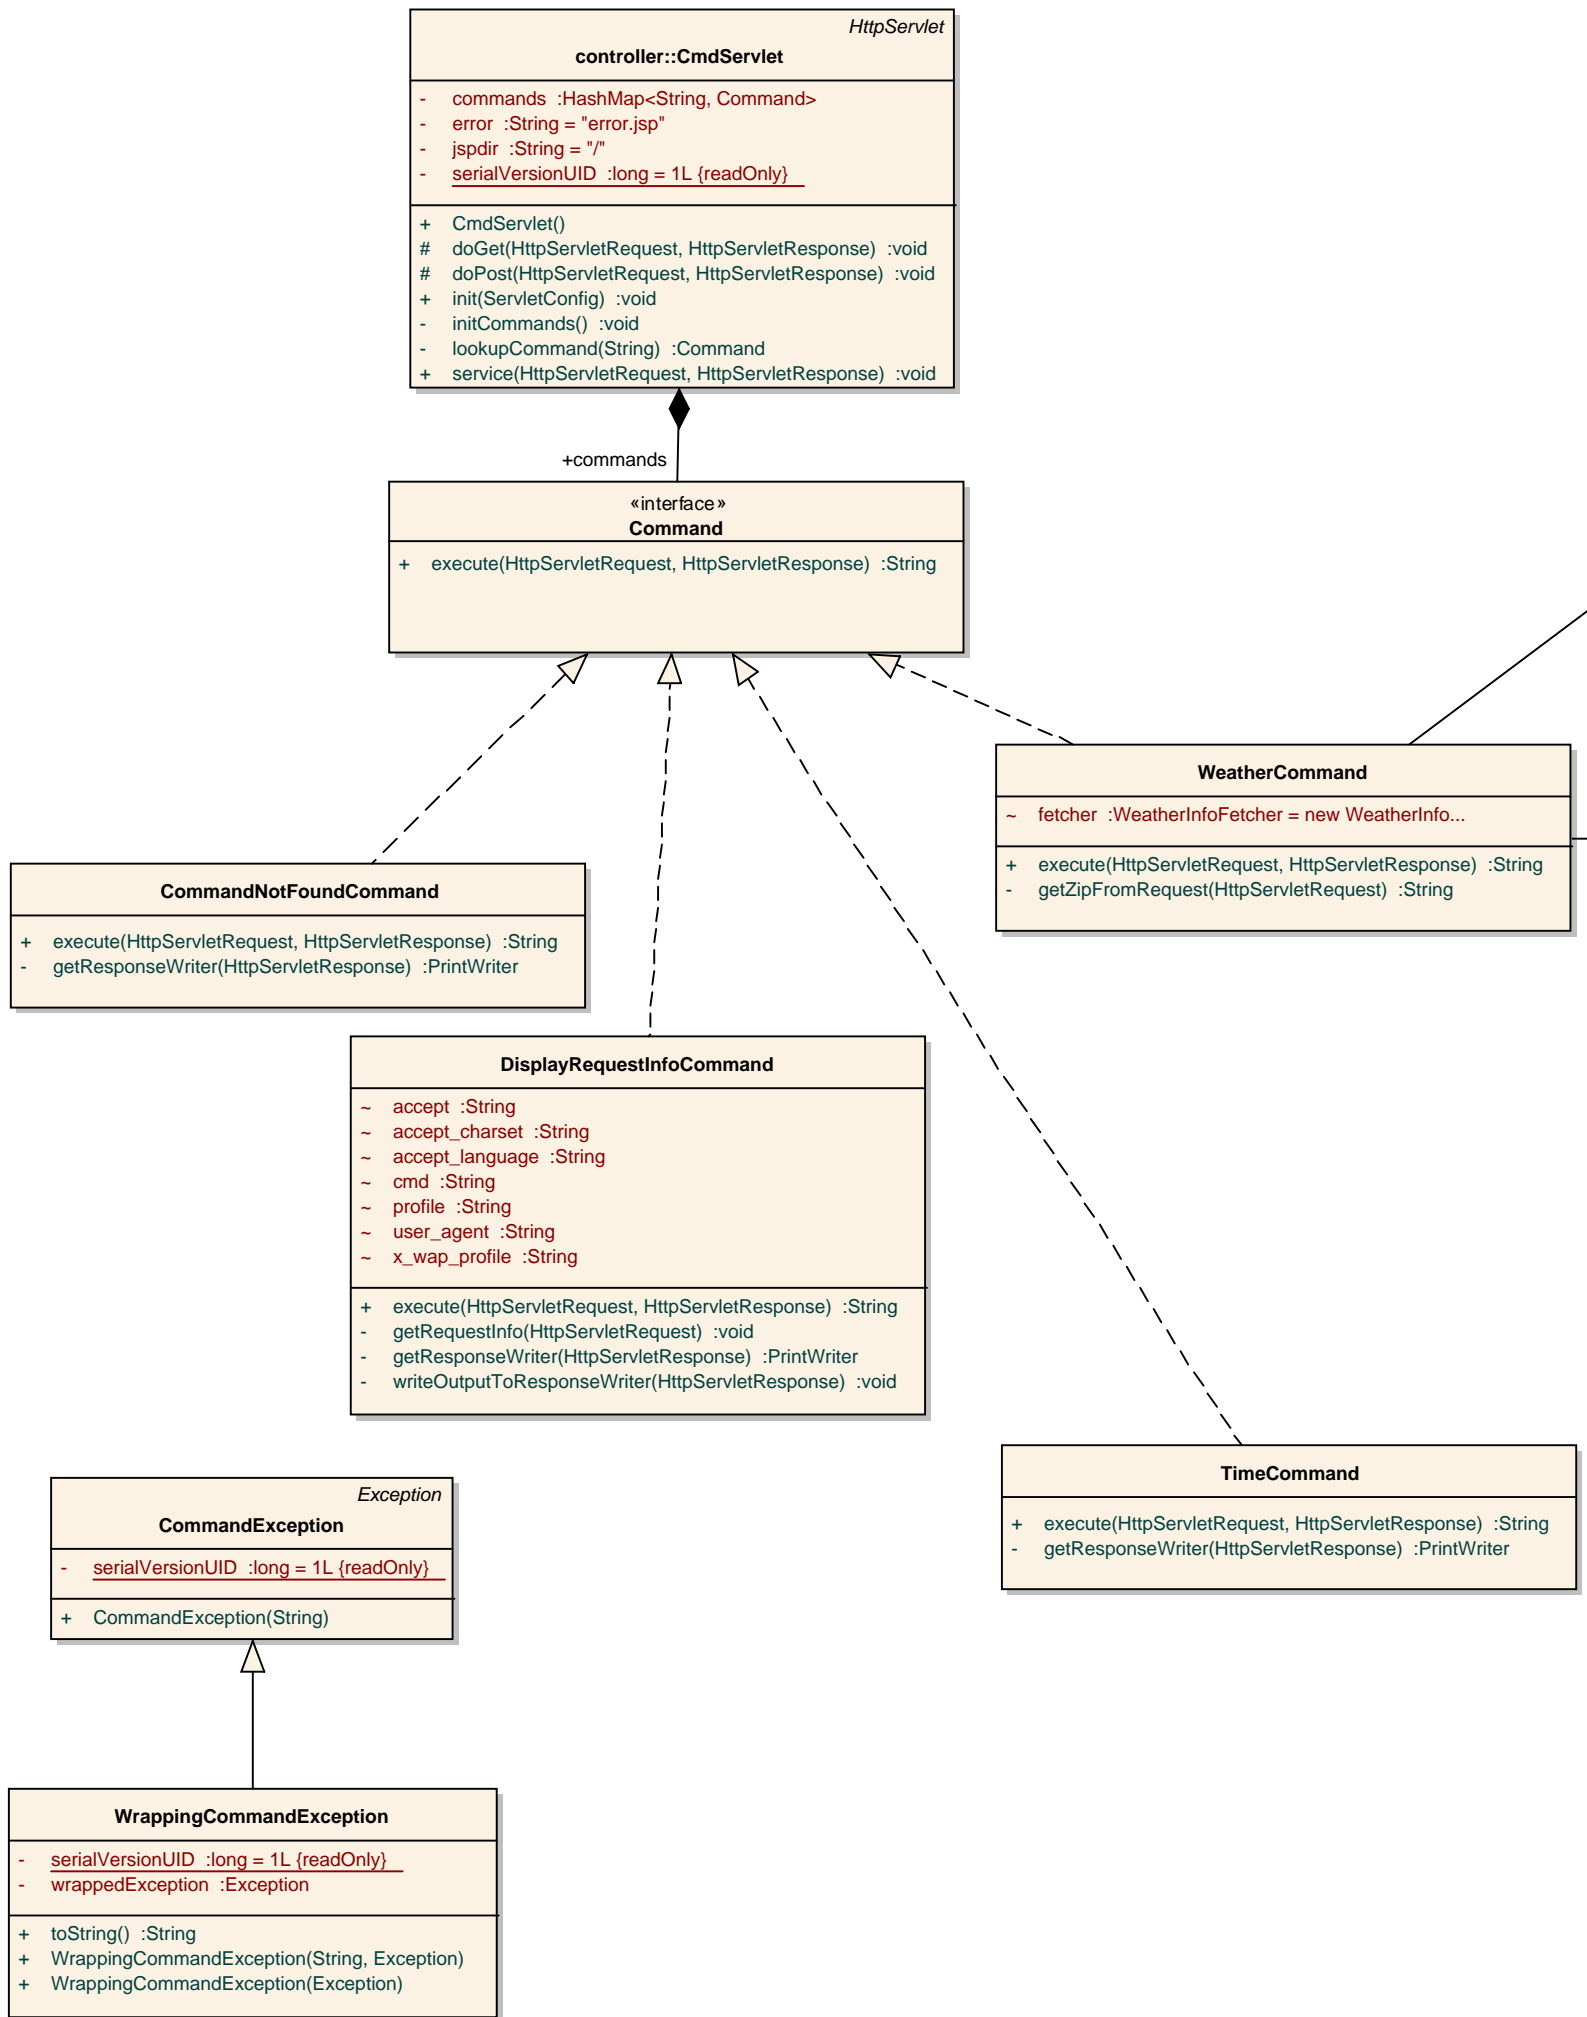 HttpServlet
controller::CmdServlet
- commands :HashMap<String, Command>
- error :String = "error.jsp"
- jspdir :String = "/"
- serialVersionUID :long = 1L {readOnly}
+ CmdServlet()
# doGet(HttpServletRequest, HttpServletResponse) :void
# doPost(HttpServletRequest, HttpServletResponse) :void
+ init(ServletConfig) :void
- initCommands() :void
- lookupCommand(String) :Command
+ service(HttpServletRequest, HttpServletResponse) :void
+commands
«interface»
Command
+ execute(HttpServletRequest, HttpServletResponse) :String
WeatherCommand
~ fetcher :WeatherInfoFetcher = new WeatherInfo...
+ execute(HttpServletRequest, HttpServletResponse) :String
- getZipFromRequest(HttpServletRequest) :String
CommandNotFoundCommand
+ execute(HttpServletRequest, HttpServletResponse) :String
- getResponseWriter(HttpServletResponse) :PrintWriter
DisplayRequestInfoCommand
~ accept :String
~ accept_charset :String
~ accept_language :String
~ cmd :String
~ profile :String
~ user_agent :String
~ x_wap_profile :String
+ execute(HttpServletRequest, HttpServletResponse) :String
- getRequestInfo(HttpServletRequest) :void
- getResponseWriter(HttpServletResponse) :PrintWriter
- writeOutputToResponseWriter(HttpServletResponse) :void
TimeCommand
+ execute(HttpServletRequest, HttpServletResponse) :String
- getResponseWriter(HttpServletResponse) :PrintWriter
Exception
CommandException
- serialVersionUID :long = 1L {readOnly}
+ CommandException(String)
WrappingCommandException
- serialVersionUID :long = 1L {readOnly}
- wrappedException :Exception
+ toString() :String
+ WrappingCommandException(String, Exception)
+ WrappingCommandException(Exception)